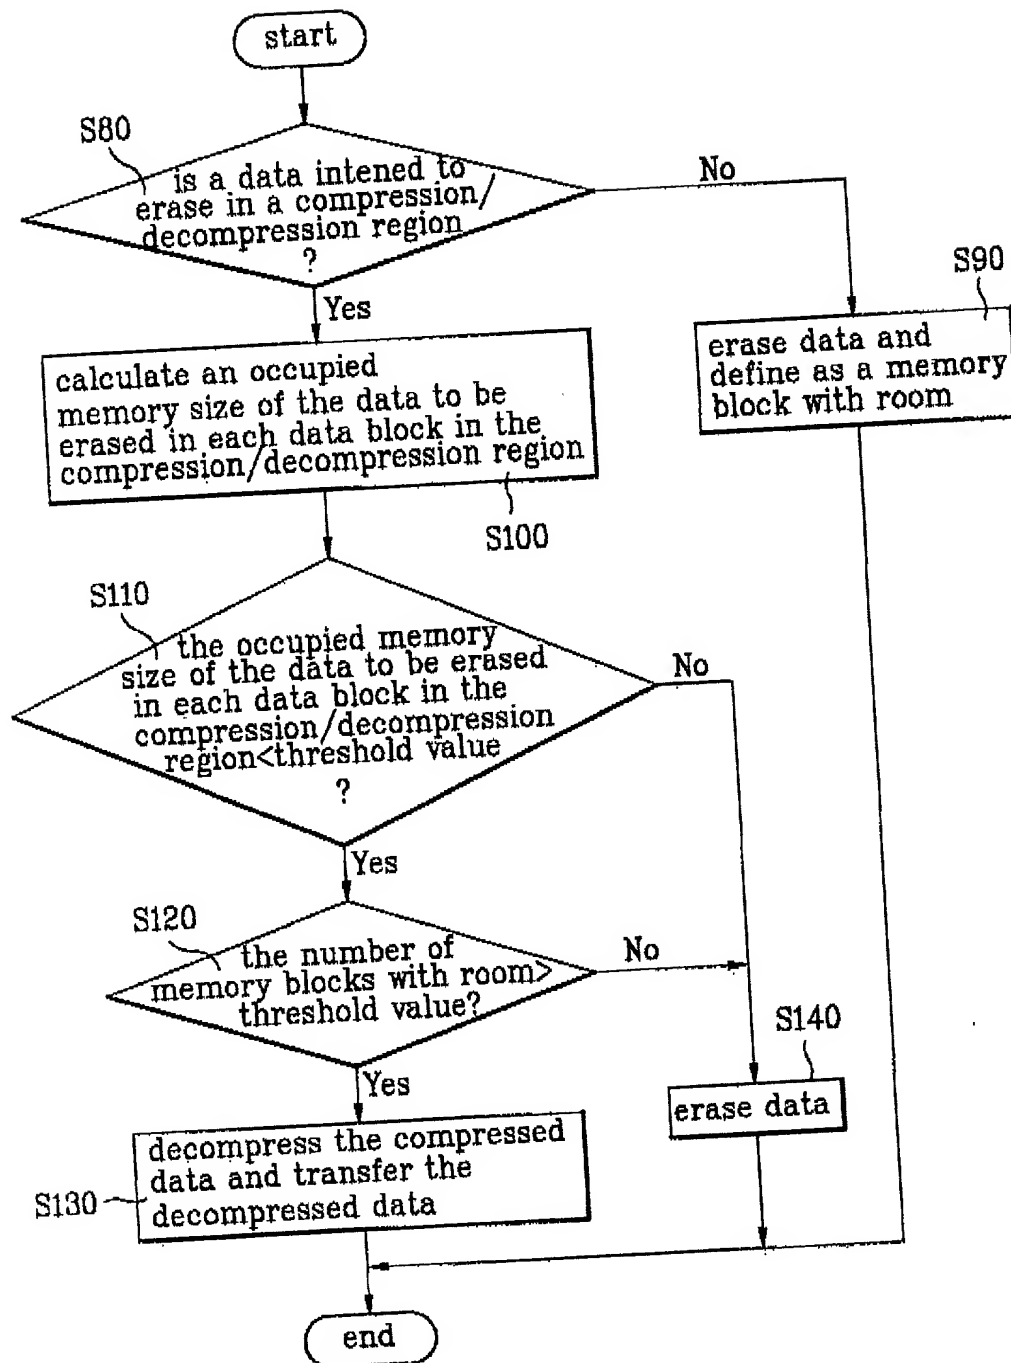 start
S80
is a data intened to
erase in a compression/
decompression region
?
No
Yes
S90
erase data and
define as a memory
block with room
calculate an occupied
memory size of the data to be
erased in each data block in the
compression/decompression region
S100
S110
the occupied memory
size of the data to be erased
in each data block in the
compression/decompression
region<threshold value
?
No
Yes
S120
the number of
memory blocks with room>
threshold value?
No
Yes
S140
erase data
S130
decompress the compressed
data and transfer the
decompressed data
end